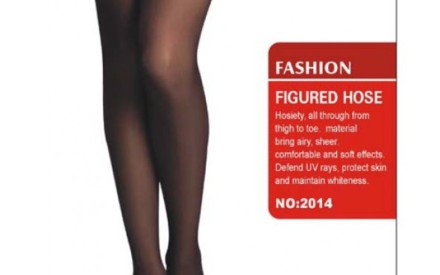 FASHION
FIGURED HOSE
Hosiety, all through from
thigh to toe. material
bring airy, sheer.
comfortable and soft effects.
Defend UV rays, protect skin
and maintain whiteness.
NO:2014